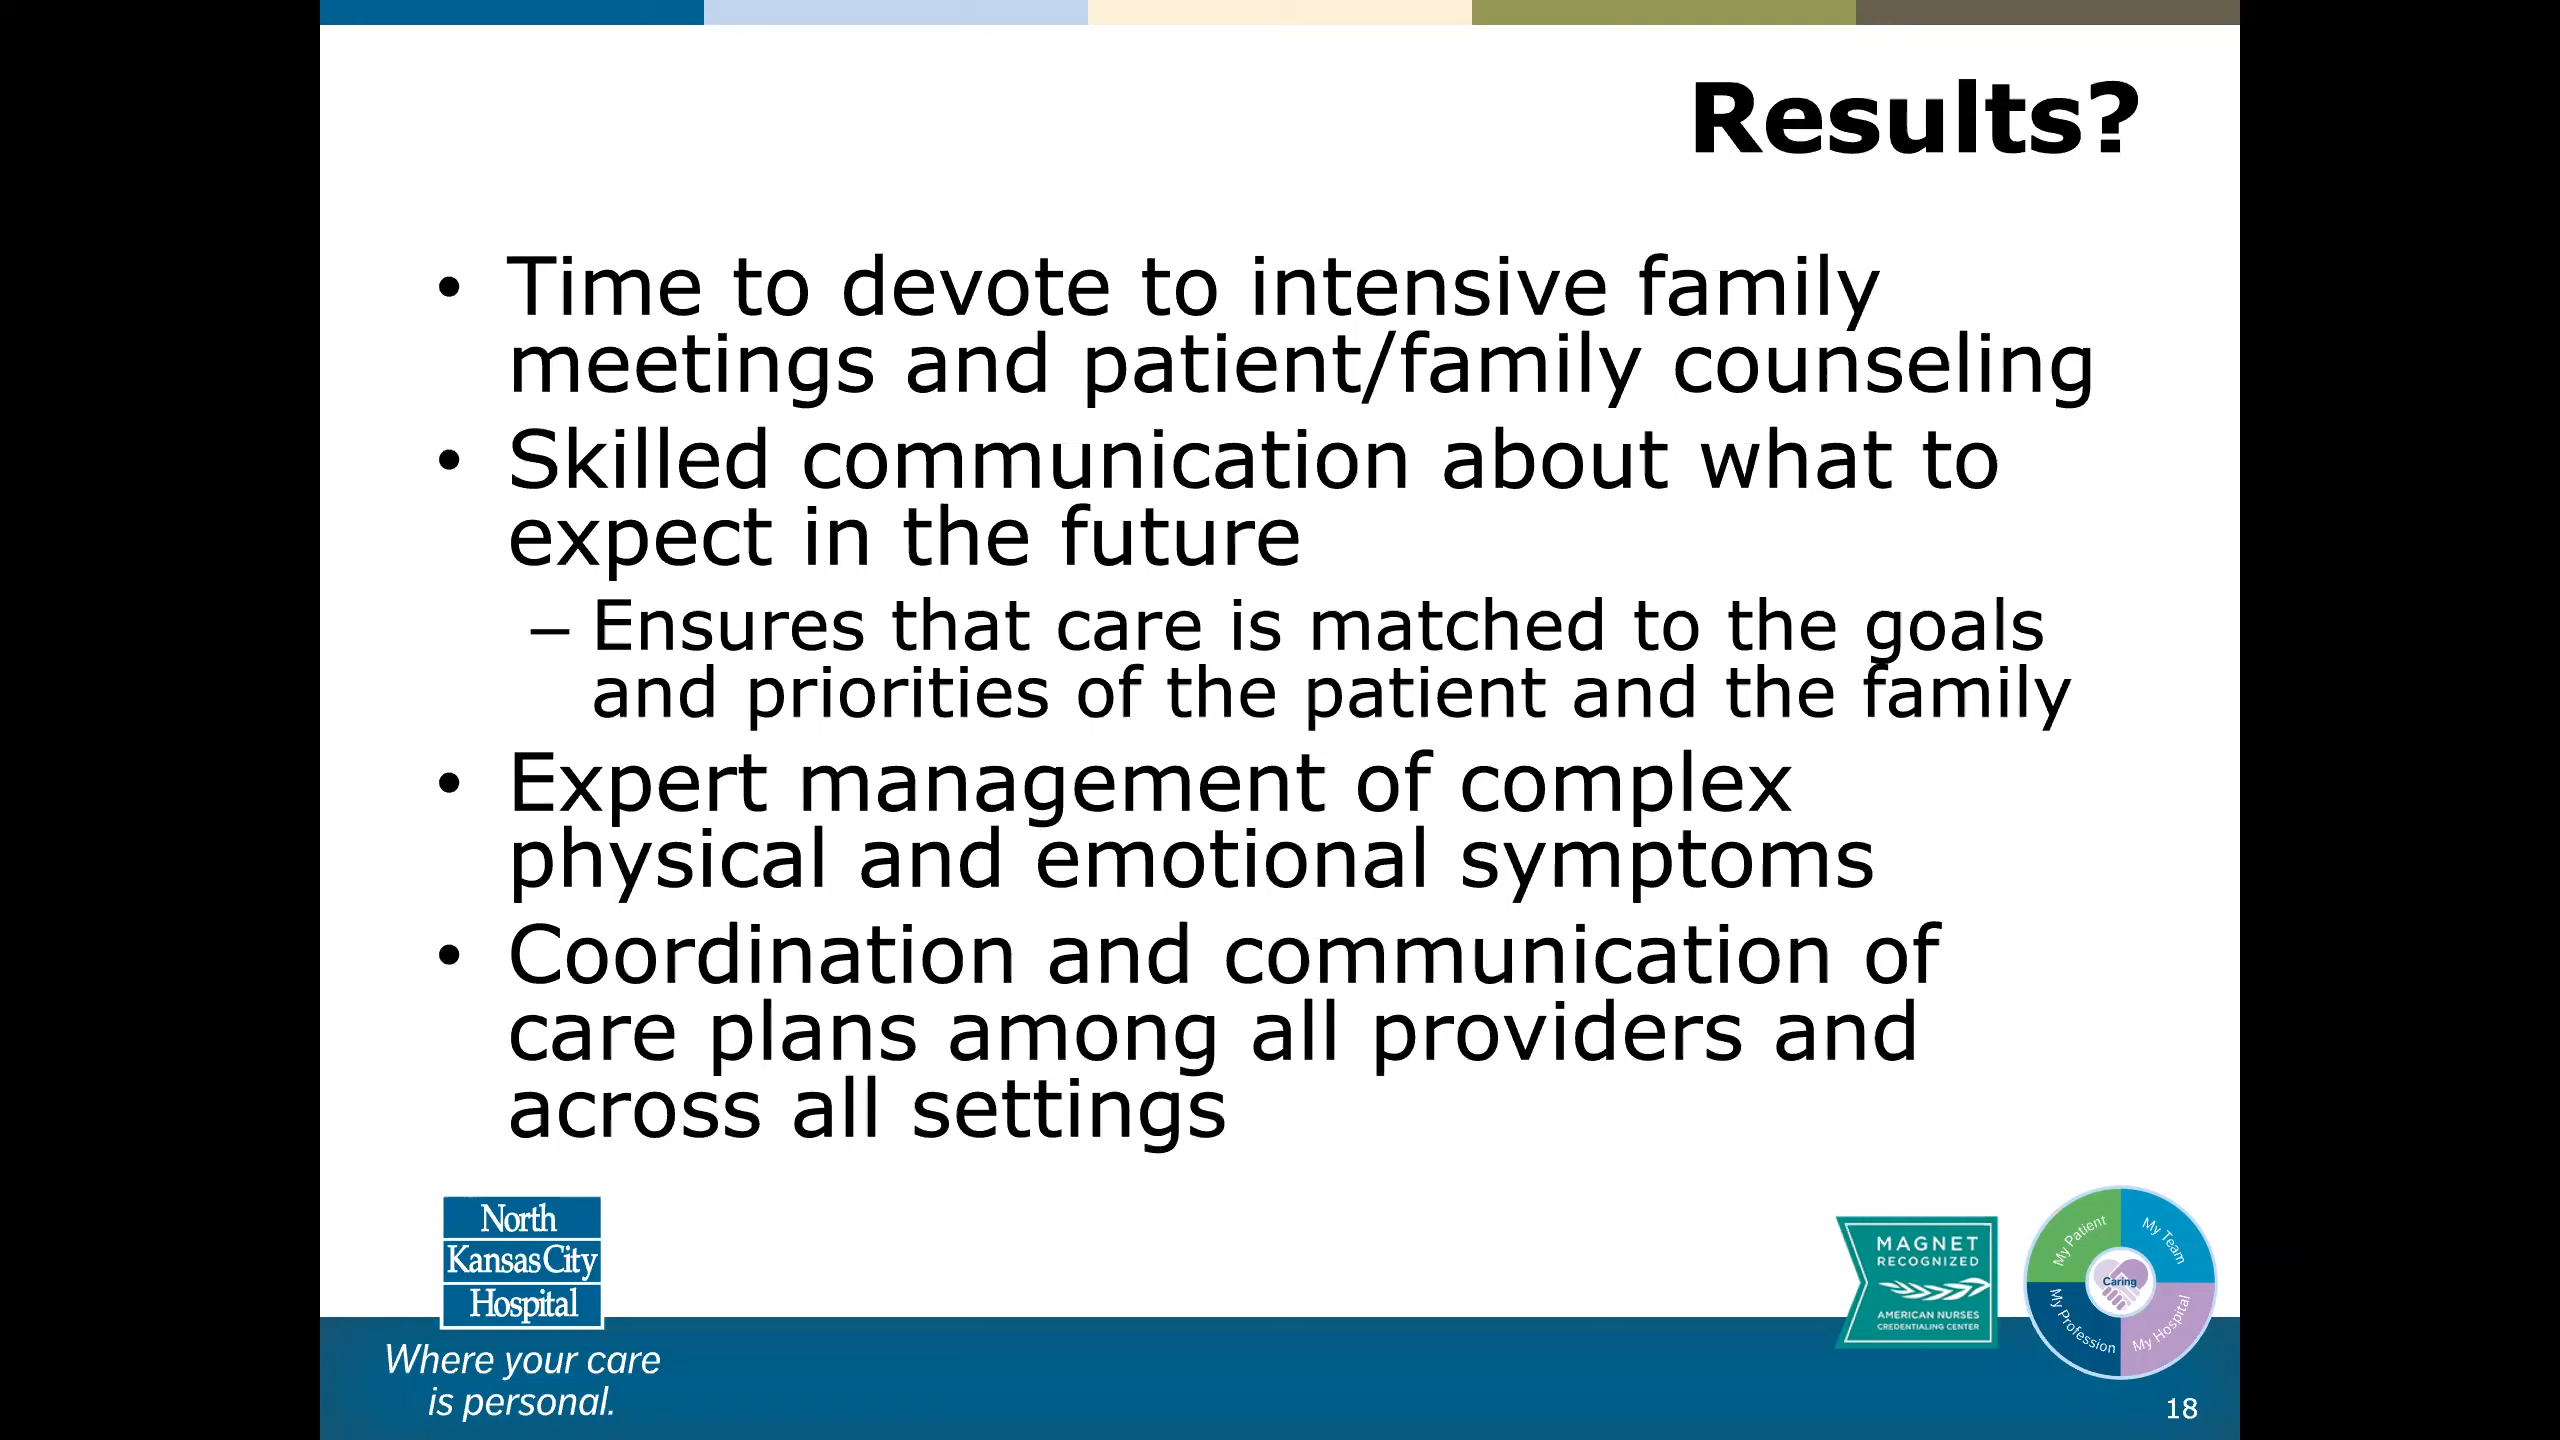 Results?
• Time to devote to intensive family
meetings and patient/family counseling
• Skilled communication about what to
expect in the future
– Ensures that care is matched to the goals
and priorities of the patient and the family
• Expert management of complex
physical and emotional symptoms
• Coordination and communication of
care plans among all providers and
across all settings
North
Kansas City
Hospital
Where your care
is personal.
MAGNET
RECOGNIZED
AMERICAN NURSES
CREDENTIALING CENTER
My Patient
My Team
Caring
My Profession
My Hospital
18